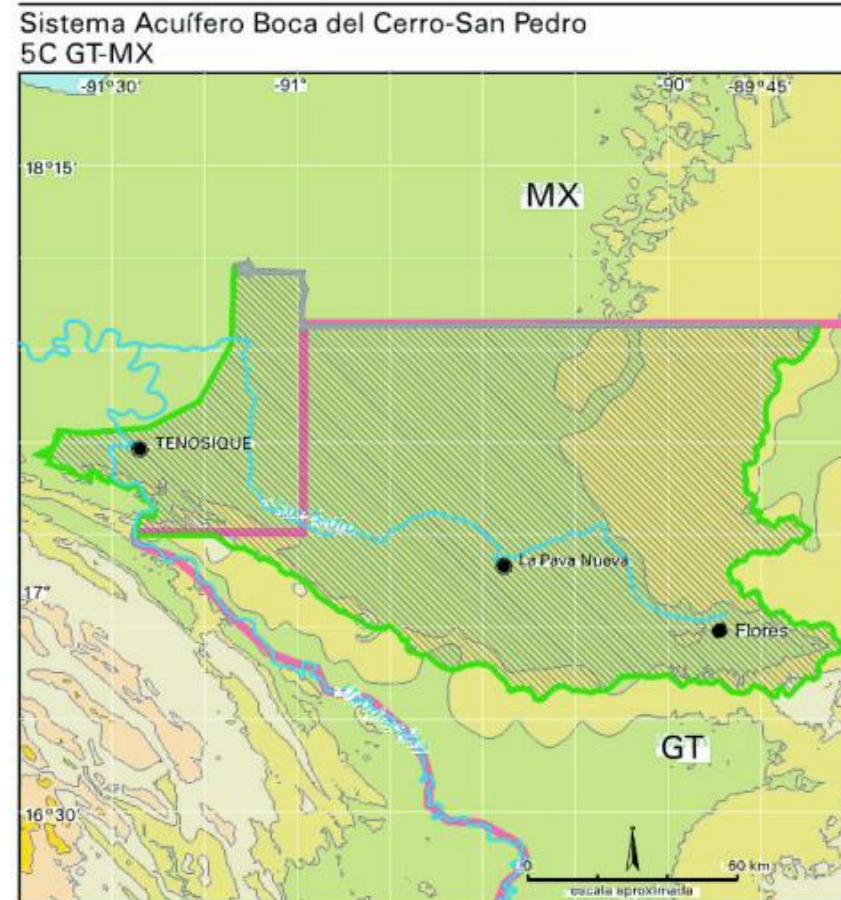 Sistema Acuífero Boca del Cerro-San Pedro
5C GT-MX
-91°30'
-91°
-90°
-89°45'
18°15'
MX
TENOSIQUE
La Pava Nueva
17°
Flores
GT
16°30'
0
60 km
escala aproximada